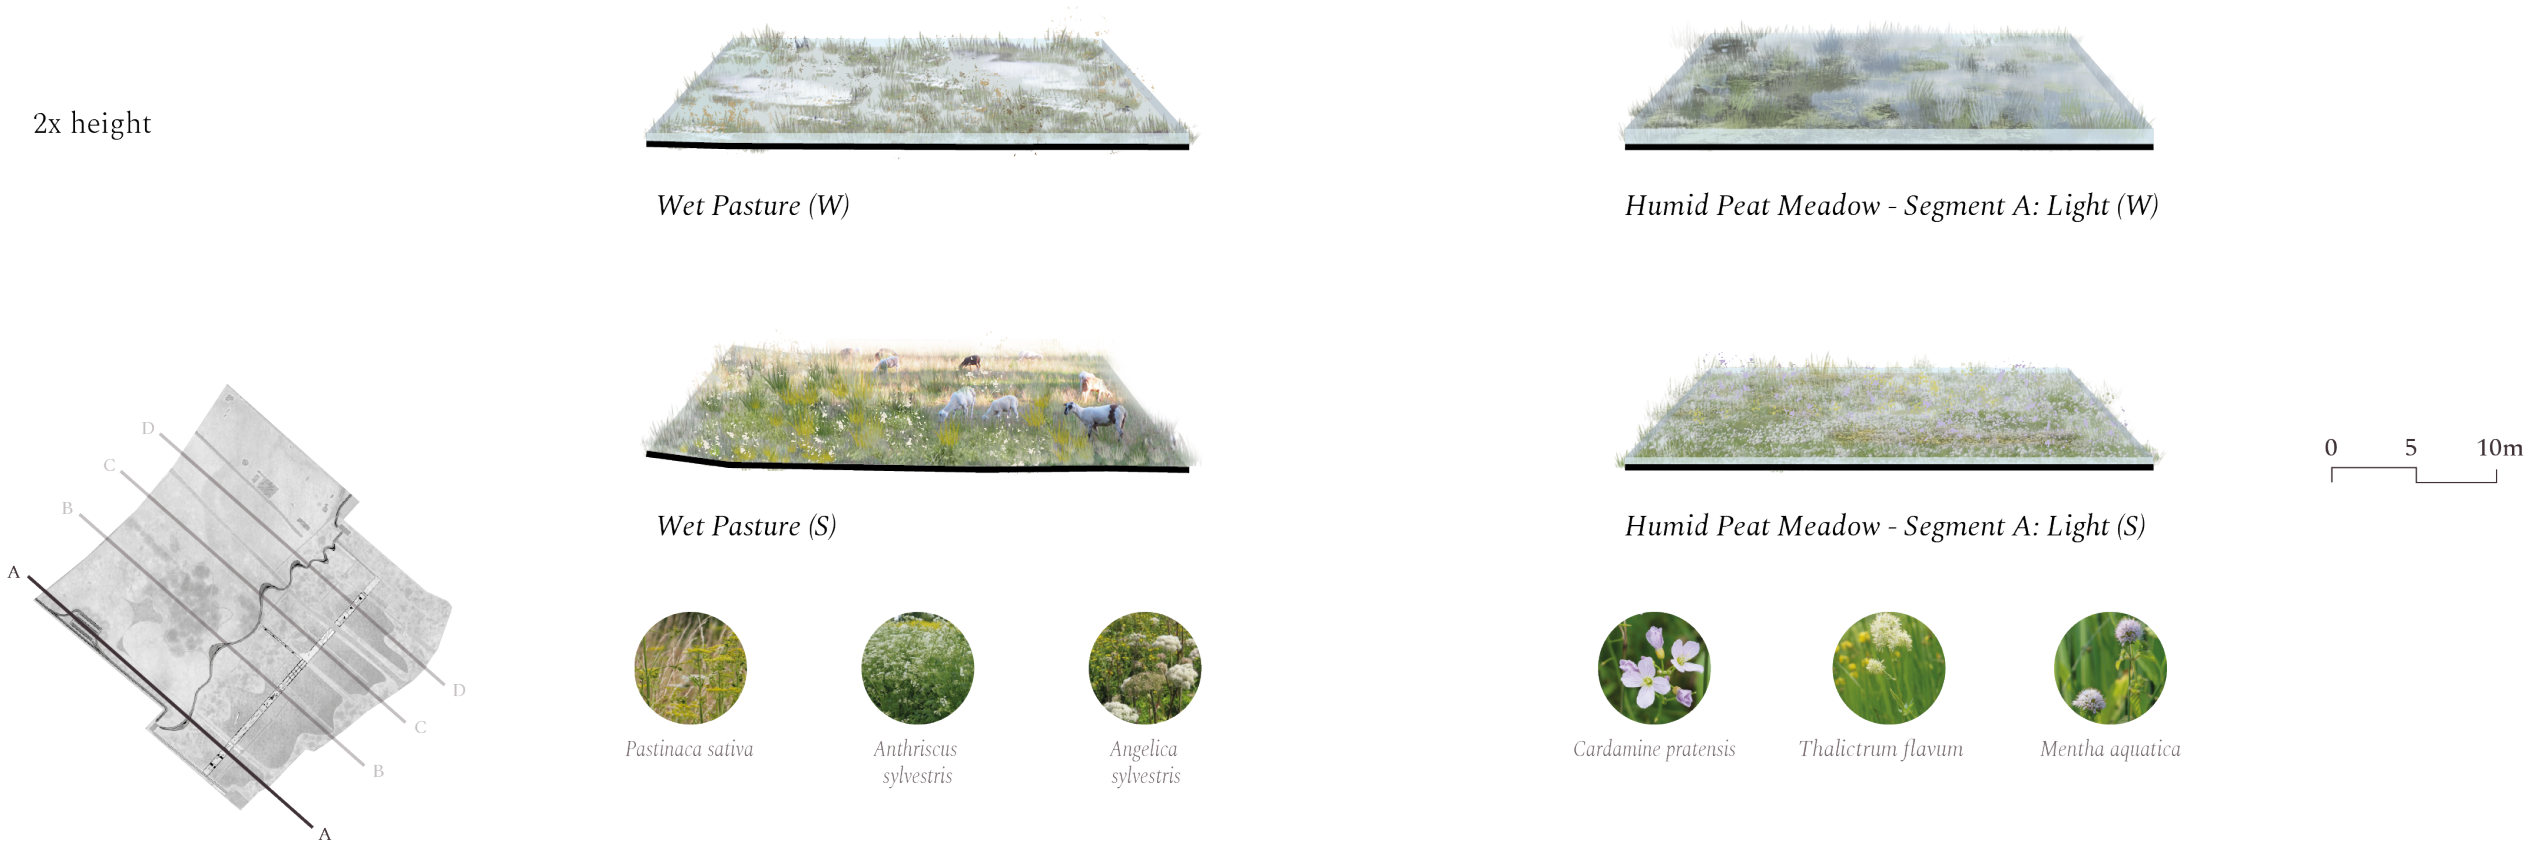 2x height
Wet Pasture (W)
Humid Peat Meadow - Segment A: Light (W)
Wet Pasture (S)
Humid Peat Meadow - Segment A: Light (S)
0 5 10m
D
C
B
A
D
C
B
A
Pastinaca sativa
Anthriscus
sylvestris
Angelica
sylvestris
Cardamine pratensis
Thalictrum flavum
Mentha aquatica